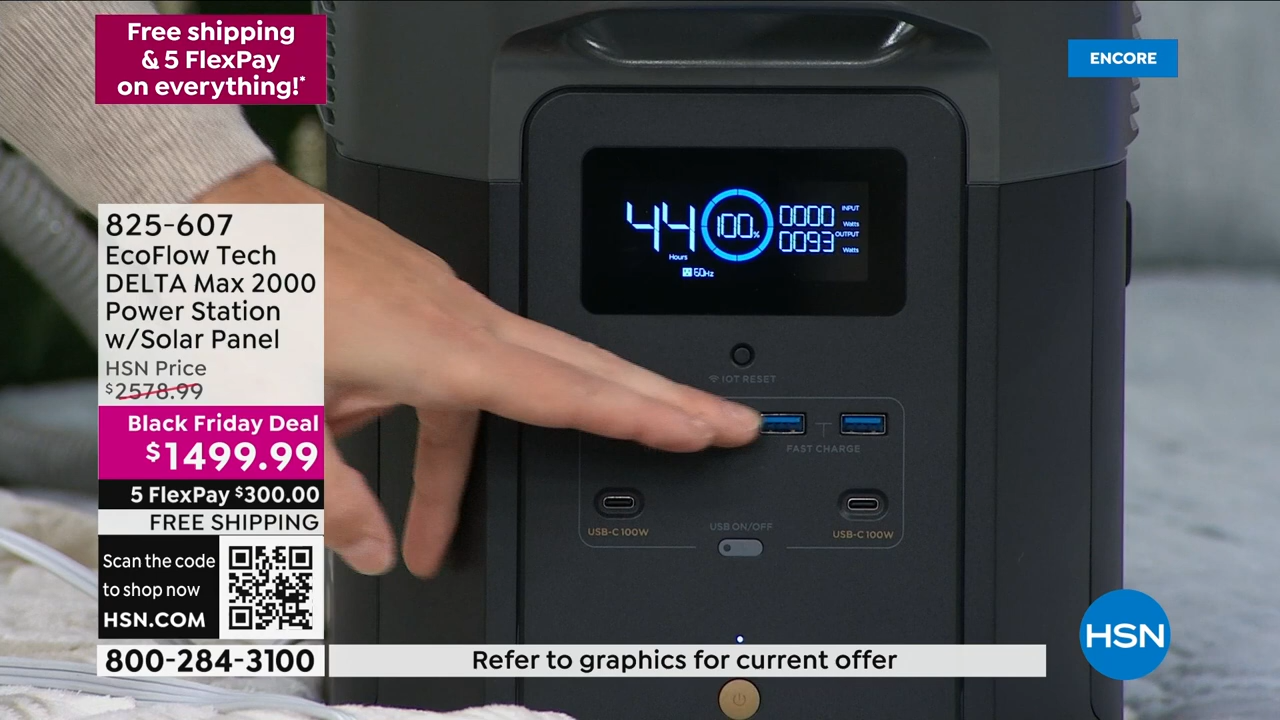 Free shipping
& 5 FlexPay
on everything!*
ENCORE
825-607
EcoFlow Tech
DELTA Max 2000
Power Station
w/Solar Panel
HSN Price
$2578.99
Black Friday Deal
$1499.99
5 FlexPay $300.00
FREE SHIPPING
Scan the code
to shop now
HSN.COM
800-284-3100
Refer to graphics for current offer
HSN
44
Hours
100%
0000
INPUT
Watts
0093
OUTPUT
Watts
60Hz
IOT RESET
FAST CHARGE
USB-C 100W
USB ON/OFF
USB-C 100W